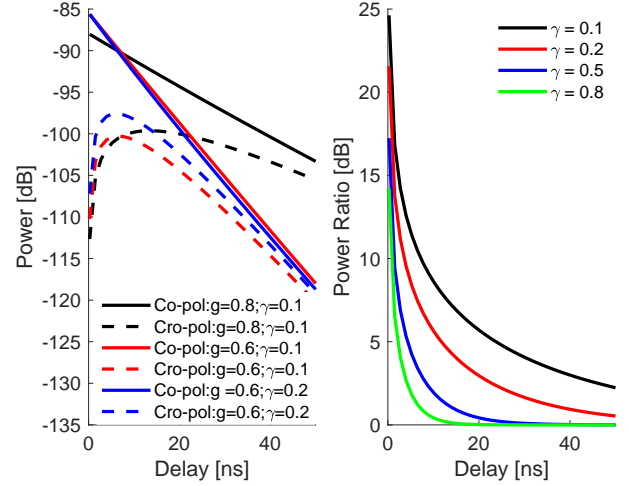 -85
-90
-95
-100
-105
-110
-115
-120
-125
-130
-135
Power [dB]
0
20
40
Delay [ns]
Co-pol:g=0.8;γ=0.1
Cro-pol:g=0.8;γ=0.1
Co-pol:g=0.6;γ=0.1
Cro-pol:g=0.6;γ=0.1
Co-pol:g =0.6;γ=0.2
Cro-pol:g=0.6;γ=0.2
25
20
15
10
5
0
Power Ratio [dB]
0
20
40
Delay [ns]
γ = 0.1
γ = 0.2
γ = 0.5
γ = 0.8